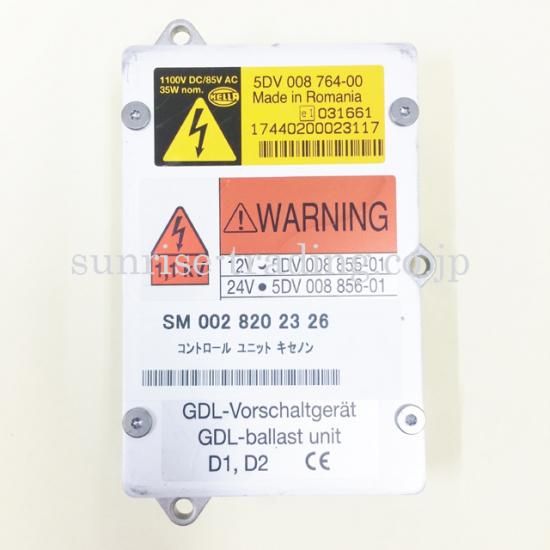 1100V DC/85V AC
35W nom.
HELLA
5DV 008 764-00
Made in Romania
e1 031661
17440200023117
WARNING
12V - 5DV 008 855-01
24V ● 5DV 008 856-01
sunrise-trading.co.jp
SM 002 820 23 26
コントロール ユニット キセノン
GDL-Vorschaltgerät
GDL-ballast unit
D1, D2 CE